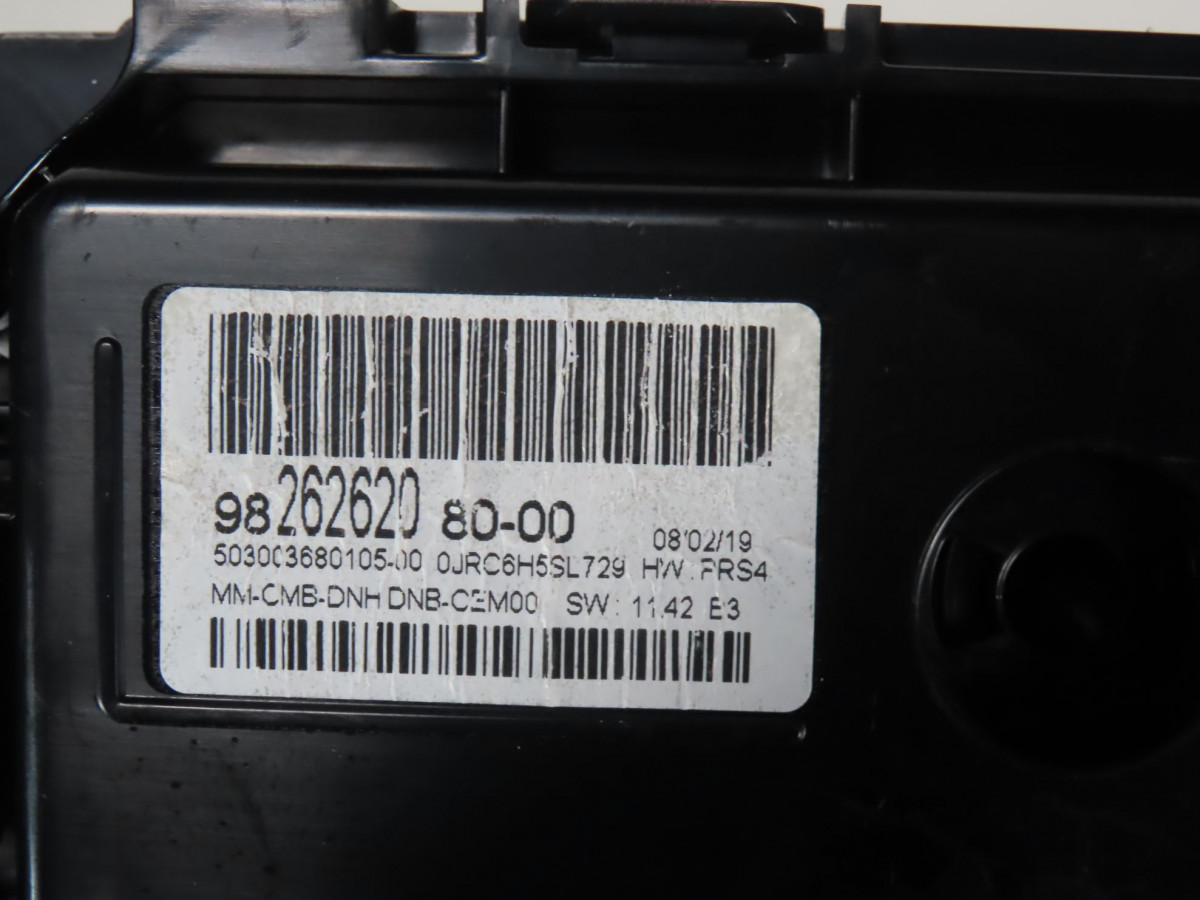 98 262620 80-00
08/02/19
503003680105-00 0JRC6H5SL729 HW: PRS4
MM-CMB-DNH DNB-CEM00 SW: 11.42 E3